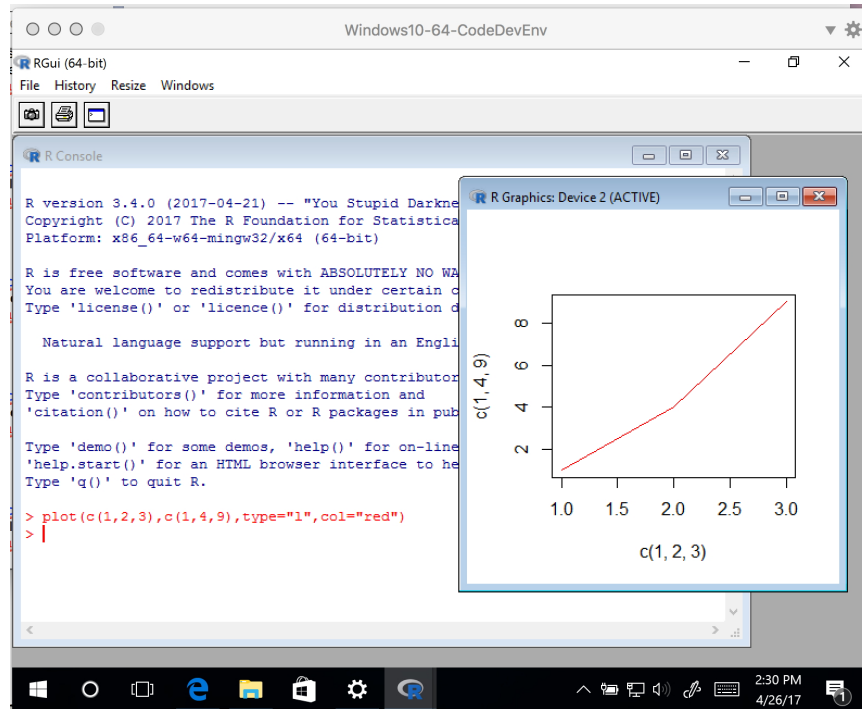 Windows10-64-CodeDevEnv
RGui (64-bit)
File History Resize Windows
R Console
R version 3.4.0 (2017-04-21) -- "You Stupid Darkne
Copyright (C) 2017 The R Foundation for Statistica
Platform: x86_64-w64-mingw32/x64 (64-bit)
R is free software and comes with ABSOLUTELY NO WA
You are welcome to redistribute it under certain c
Type 'license()' or 'licence()' for distribution d
Natural language support but running in an Engli
R is a collaborative project with many contributor
Type 'contributors()' for more information and
'citation()' on how to cite R or R packages in pub
Type 'demo()' for some demos, 'help()' for on-line
'help.start()' for an HTML browser interface to he
Type 'q()' to quit R.
> plot(c(1,2,3),c(1,4,9),type="l",col="red")
>
R Graphics: Device 2 (ACTIVE)
c(1, 4, 9)
8
6
4
2
1.0 1.5 2.0 2.5 3.0
c(1, 2, 3)
2:30 PM
4/26/17
1